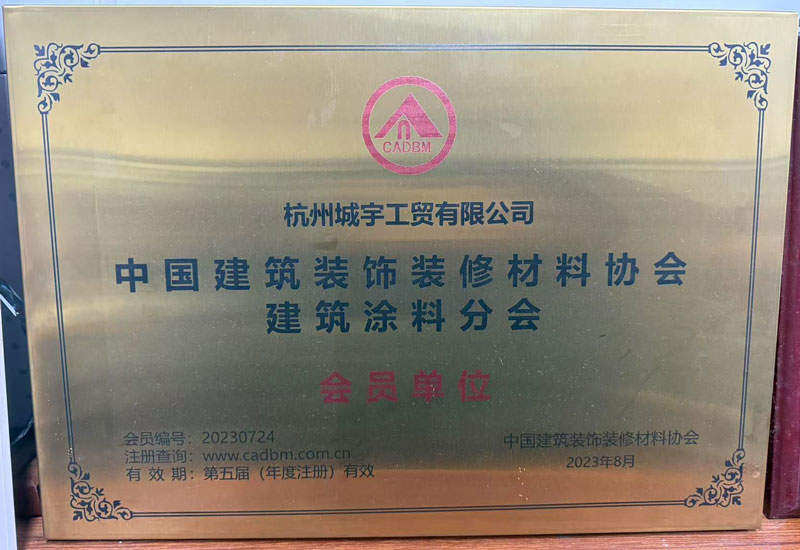 CADBM
杭州城宇工贸有限公司
中国建筑装饰装修材料协会
建筑涂料分会
会员单位
会员编号：20230724
注册查询：www.cadbm.com.cn
有 效 期：第五届（年度注册）有效
中国建筑装饰装修材料协会
2023年8月